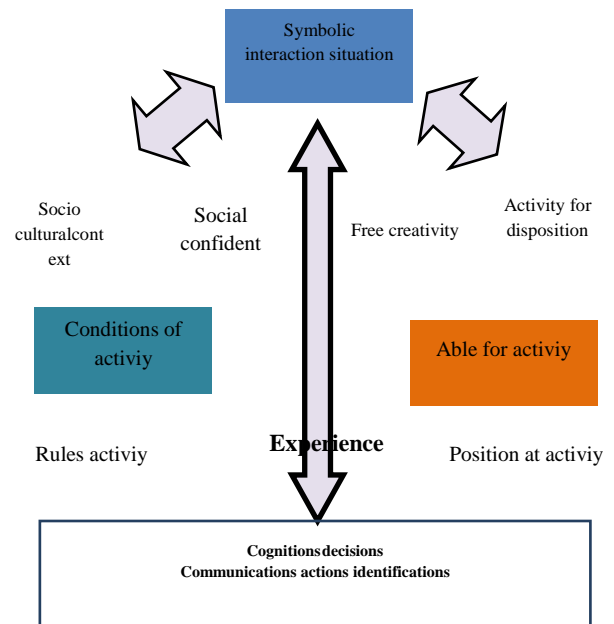 Symbolic
interaction situation
Socio
culturalcont
ext
Social
confident
Free creativity
Activity for
disposition
Conditions of
activiy
Able for activiy
Rules activiy
Experience
Position at activiy
Cognitionsdecisions
Communications actions identifications